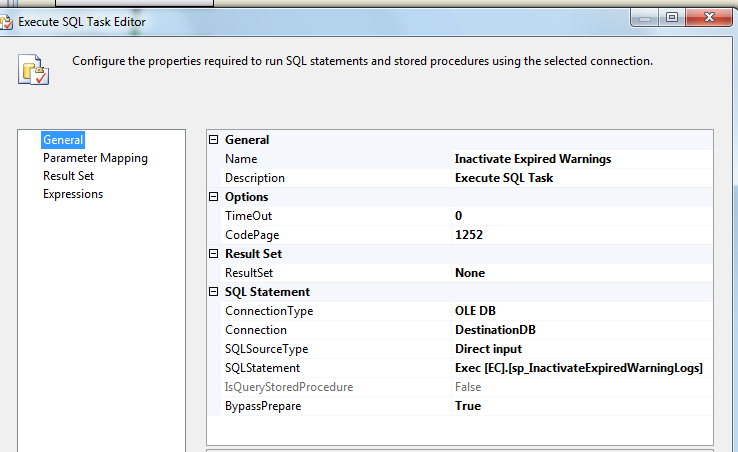 Execute SQL Task Editor
Configure the properties required to run SQL statements and stored procedures using the selected connection.
General
Parameter Mapping
Result Set
Expressions
General
Name Inactivate Expired Warnings
Description Execute SQL Task
Options
TimeOut 0
CodePage 1252
Result Set
ResultSet None
SQL Statement
ConnectionType OLE DB
Connection DestinationDB
SQLSourceType Direct input
SQLStatement Exec [EC].[sp_InactivateExpiredWarningLogs]
IsQueryStoredProcedure False
BypassPrepare True